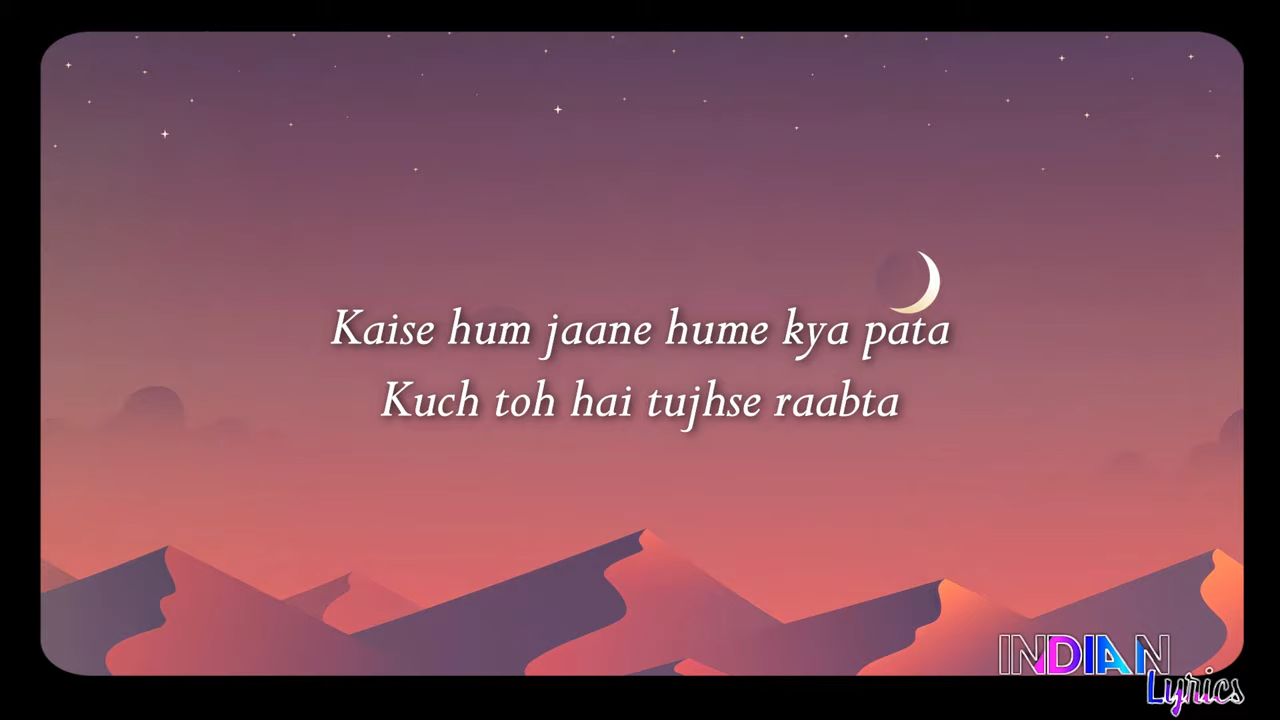 Kaise hum jaane hume kya pata
Kuch toh hai tujhse raabta
INDIAN
Lyrics